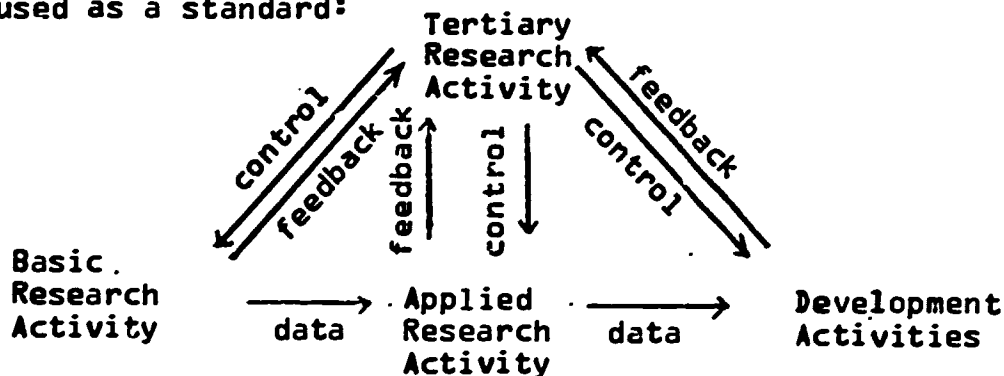 used as a standard:
Tertiary
Research
Activity
control
feedback
feedback
control
control
feedback
Basic
Research
Activity
data
Applied
Research
Activity
data
Development
Activities